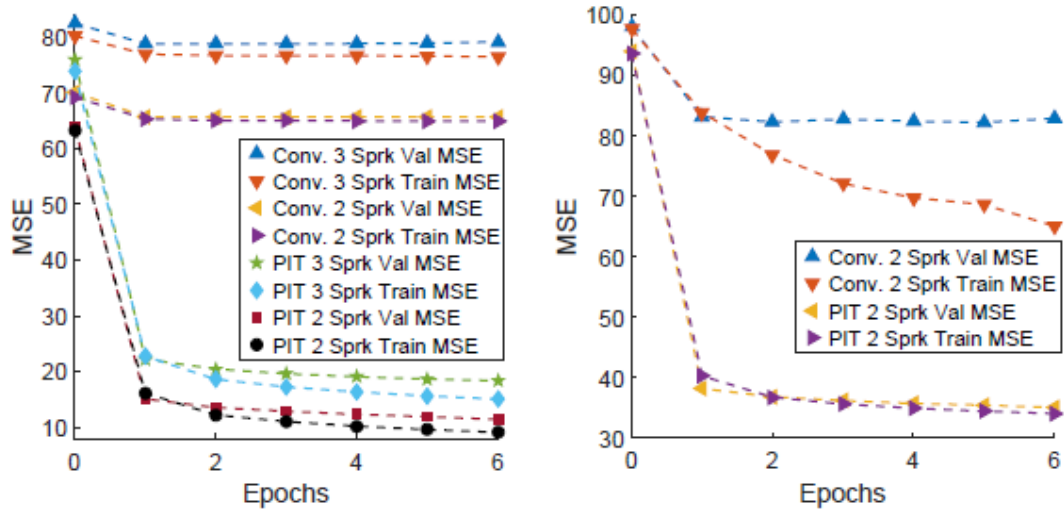 80
70
60
50
40
30
20
10
0
2
4
6
MSE
Epochs
Conv. 3 Sprk Val MSE
Conv. 3 Sprk Train MSE
Conv. 2 Sprk Val MSE
Conv. 2 Sprk Train MSE
PIT 3 Sprk Val MSE
PIT 3 Sprk Train MSE
PIT 2 Sprk Val MSE
PIT 2 Sprk Train MSE
100
90
80
70
60
50
40
30
0
2
4
6
MSE
Epochs
Conv. 2 Sprk Val MSE
Conv. 2 Sprk Train MSE
PIT 2 Sprk Val MSE
PIT 2 Sprk Train MSE